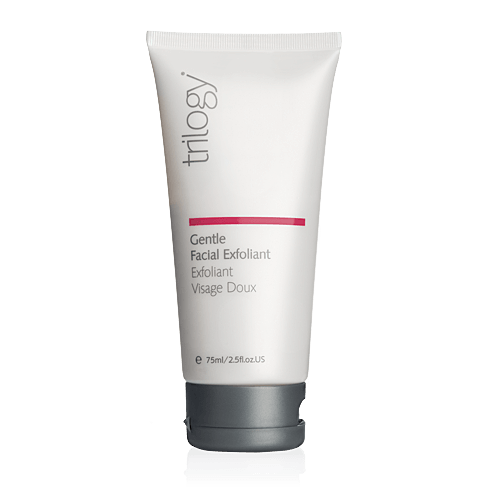 trilogy
Gentle
Facial Exfoliant
Exfoliant
Visage Doux
℮ 75ml/2.5fl.oz.US